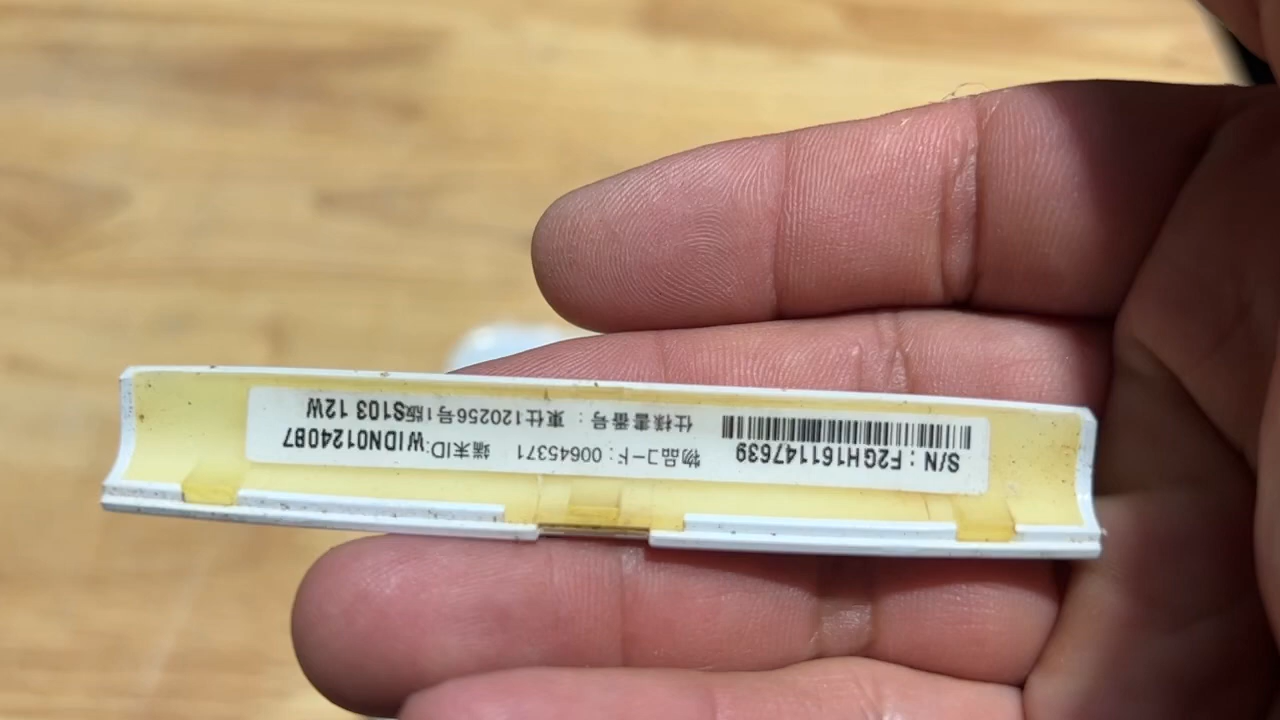 S/N : F2GH161147639
物品コード : 00645371 端末ID:WIDN01240B7
仕様書番号 : 東仕120256号1版S103 12W